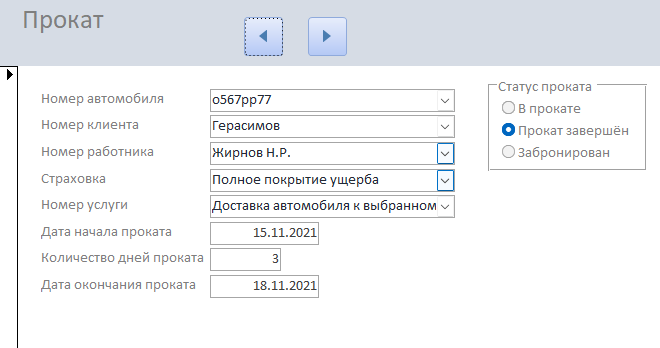 Прокат
Номер автомобиля о567рр77
Номер клиента Герасимов
Номер работника Жирнов Н.Р.
Страховка Полное покрытие ущерба
Номер услуги Доставка автомобиля к выбранном
Дата начала проката 15.11.2021
Количество дней проката 3
Дата окончания проката 18.11.2021
Статус проката
В прокате
Прокат завершён
Забронирован